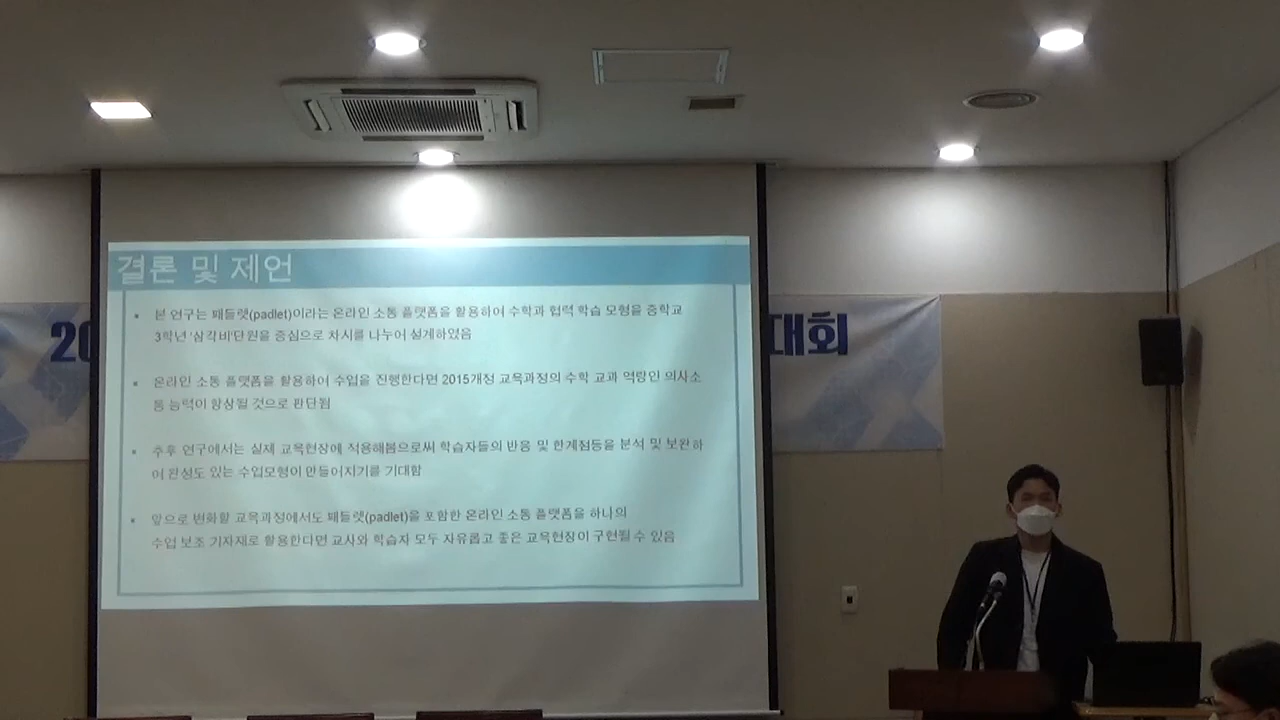 결론 및 제언
20
대회
▪ 본 연구는 패들렛(padlet)이라는 온라인 소통 플랫폼을 활용하여 수학과 협력 학습 모형을 중학교
3학년 '삼각비'단원을 중심으로 차시를 나누어 설계하였음
▪ 온라인 소통 플랫폼을 활용하여 수업을 진행한다면 2015개정 교육과정의 수학 교과 역량인 의사소
통 능력이 향상될 것으로 판단됨
▪ 추후 연구에서는 실제 교육현장에 적용해봄으로써 학습자들의 반응 및 한계점등을 분석 및 보완하
여 완성도 있는 수업모형이 만들어지기를 기대함
▪ 앞으로 변화할 교육과정에서도 패들렛(padlet)을 포함한 온라인 소통 플랫폼을 하나의
수업 보조 기자재로 활용한다면 교사와 학습자 모두 자유롭고 좋은 교육현장이 구현될 수 있음